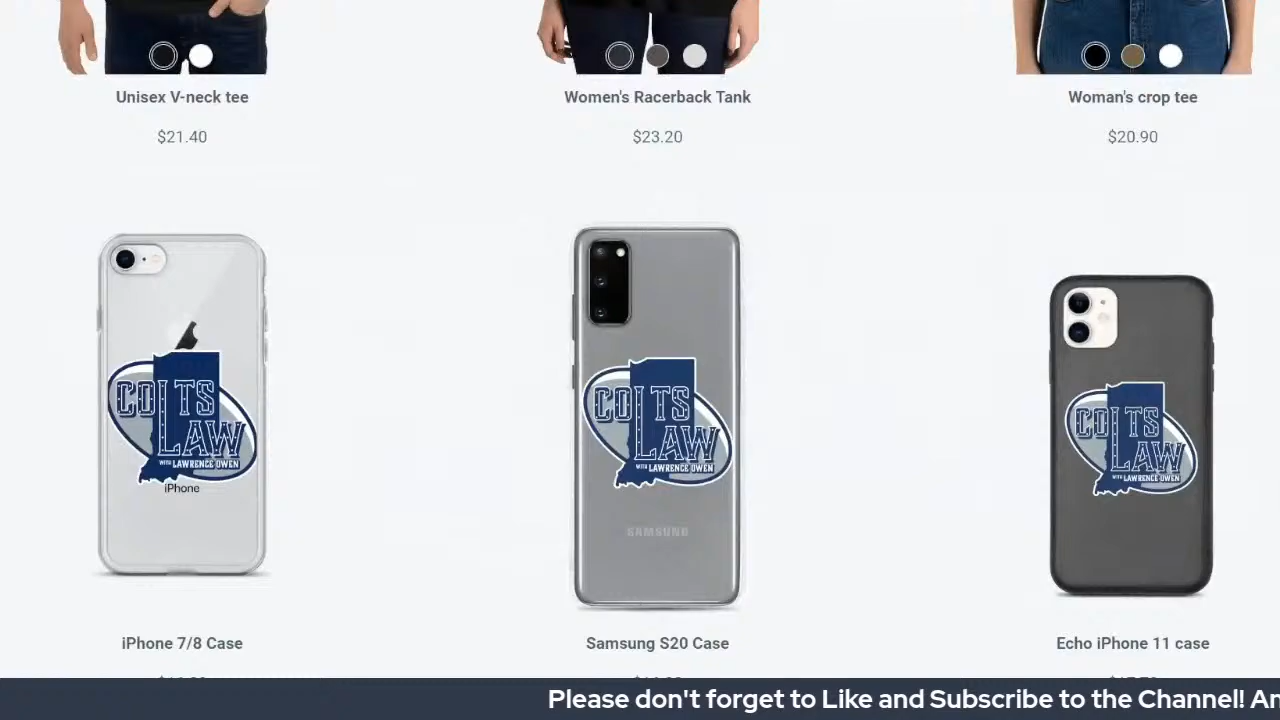 Unisex V-neck tee
Women's Racerback Tank
Woman's crop tee
$21.40
$23.20
$20.90
COLTS
LAW
WITH LAWRENCE OWEN
iPhone
COLTS
LAW
WITH LAWRENCE OWEN
SAMSUNG
COLTS
LAW
WITH LAWRENCE OWEN
iPhone 7/8 Case
Samsung S20 Case
Echo iPhone 11 case
Please don't forget to Like and Subscribe to the Channel!